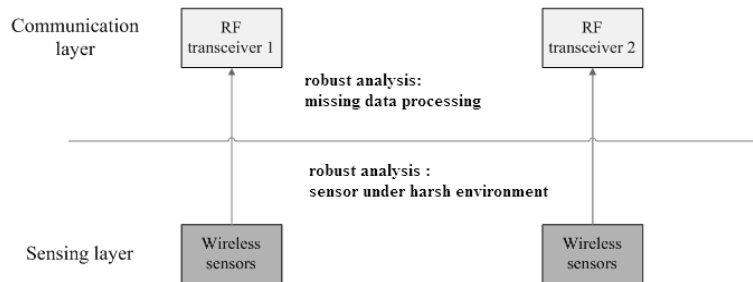 Communication
layer
RF
transceiver 1
RF
transceiver 2
robust analysis:
missing data processing
robust analysis :
sensor under harsh environment
Sensing layer
Wireless
sensors
Wireless
sensors